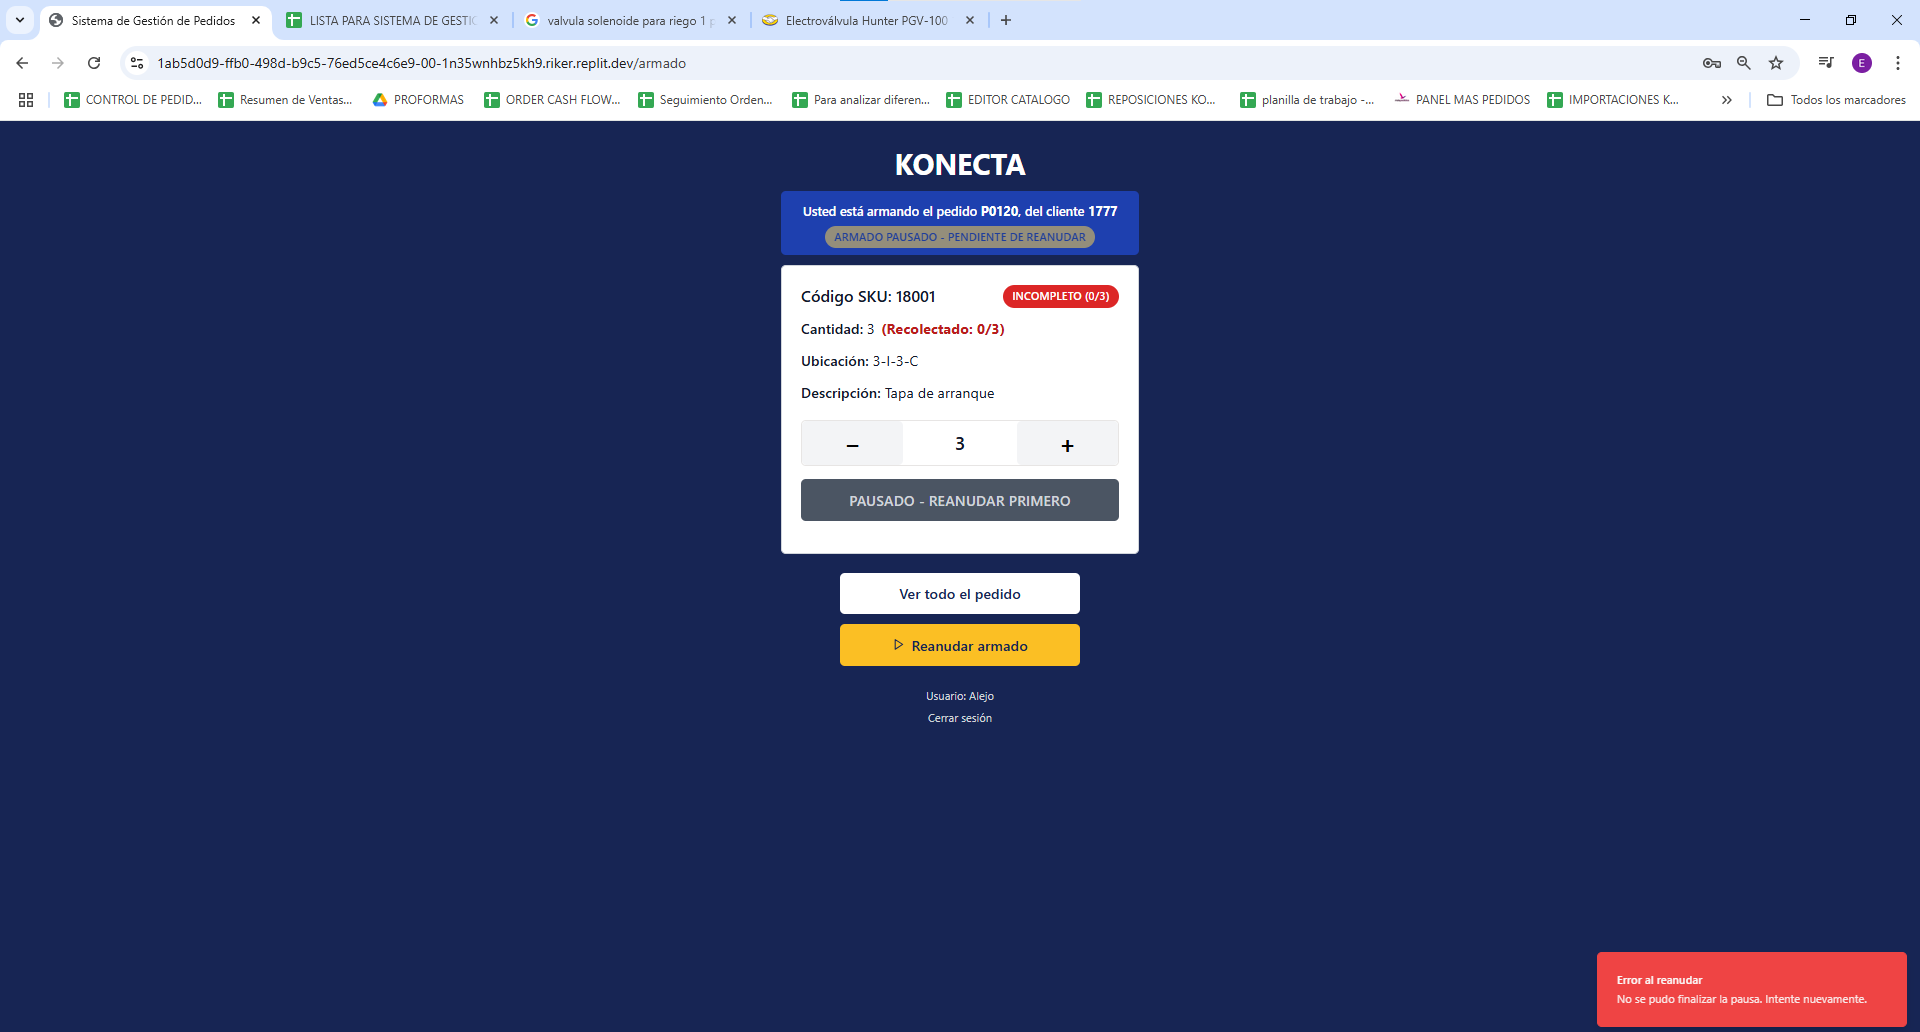 Sistema de Gestión de Pedidos
LISTA PARA SISTEMA DE GESTIC
valvula solenoide para riego 1 p
Electroválvula Hunter PGV-100
1ab5d0d9-ffb0-498d-b9c5-76ed5ce4c6e9-00-1n35wnhbz5kh9.riker.replit.dev/armado
E
CONTROL DE PEDID...
Resumen de Ventas...
PROFORMAS
ORDER CASH FLOW...
Seguimiento Orden...
Para analizar diferen...
EDITOR CATALOGO
REPOSICIONES KO...
planilla de trabajo -...
PANEL MAS PEDIDOS
IMPORTACIONES K...
Todos los marcadores
KONECTA
Usted está armando el pedido P0120, del cliente 1777
ARMADO PAUSADO - PENDIENTE DE REANUDAR
Código SKU: 18001
INCOMPLETO (0/3)
Cantidad: 3 (Recolectado: 0/3)
Ubicación: 3-I-3-C
Descripción: Tapa de arranque
− 3 +
PAUSADO - REANUDAR PRIMERO
Ver todo el pedido
Reanudar armado
Usuario: Alejo
Cerrar sesión
Error al reanudar
No se pudo finalizar la pausa. Intente nuevamente.